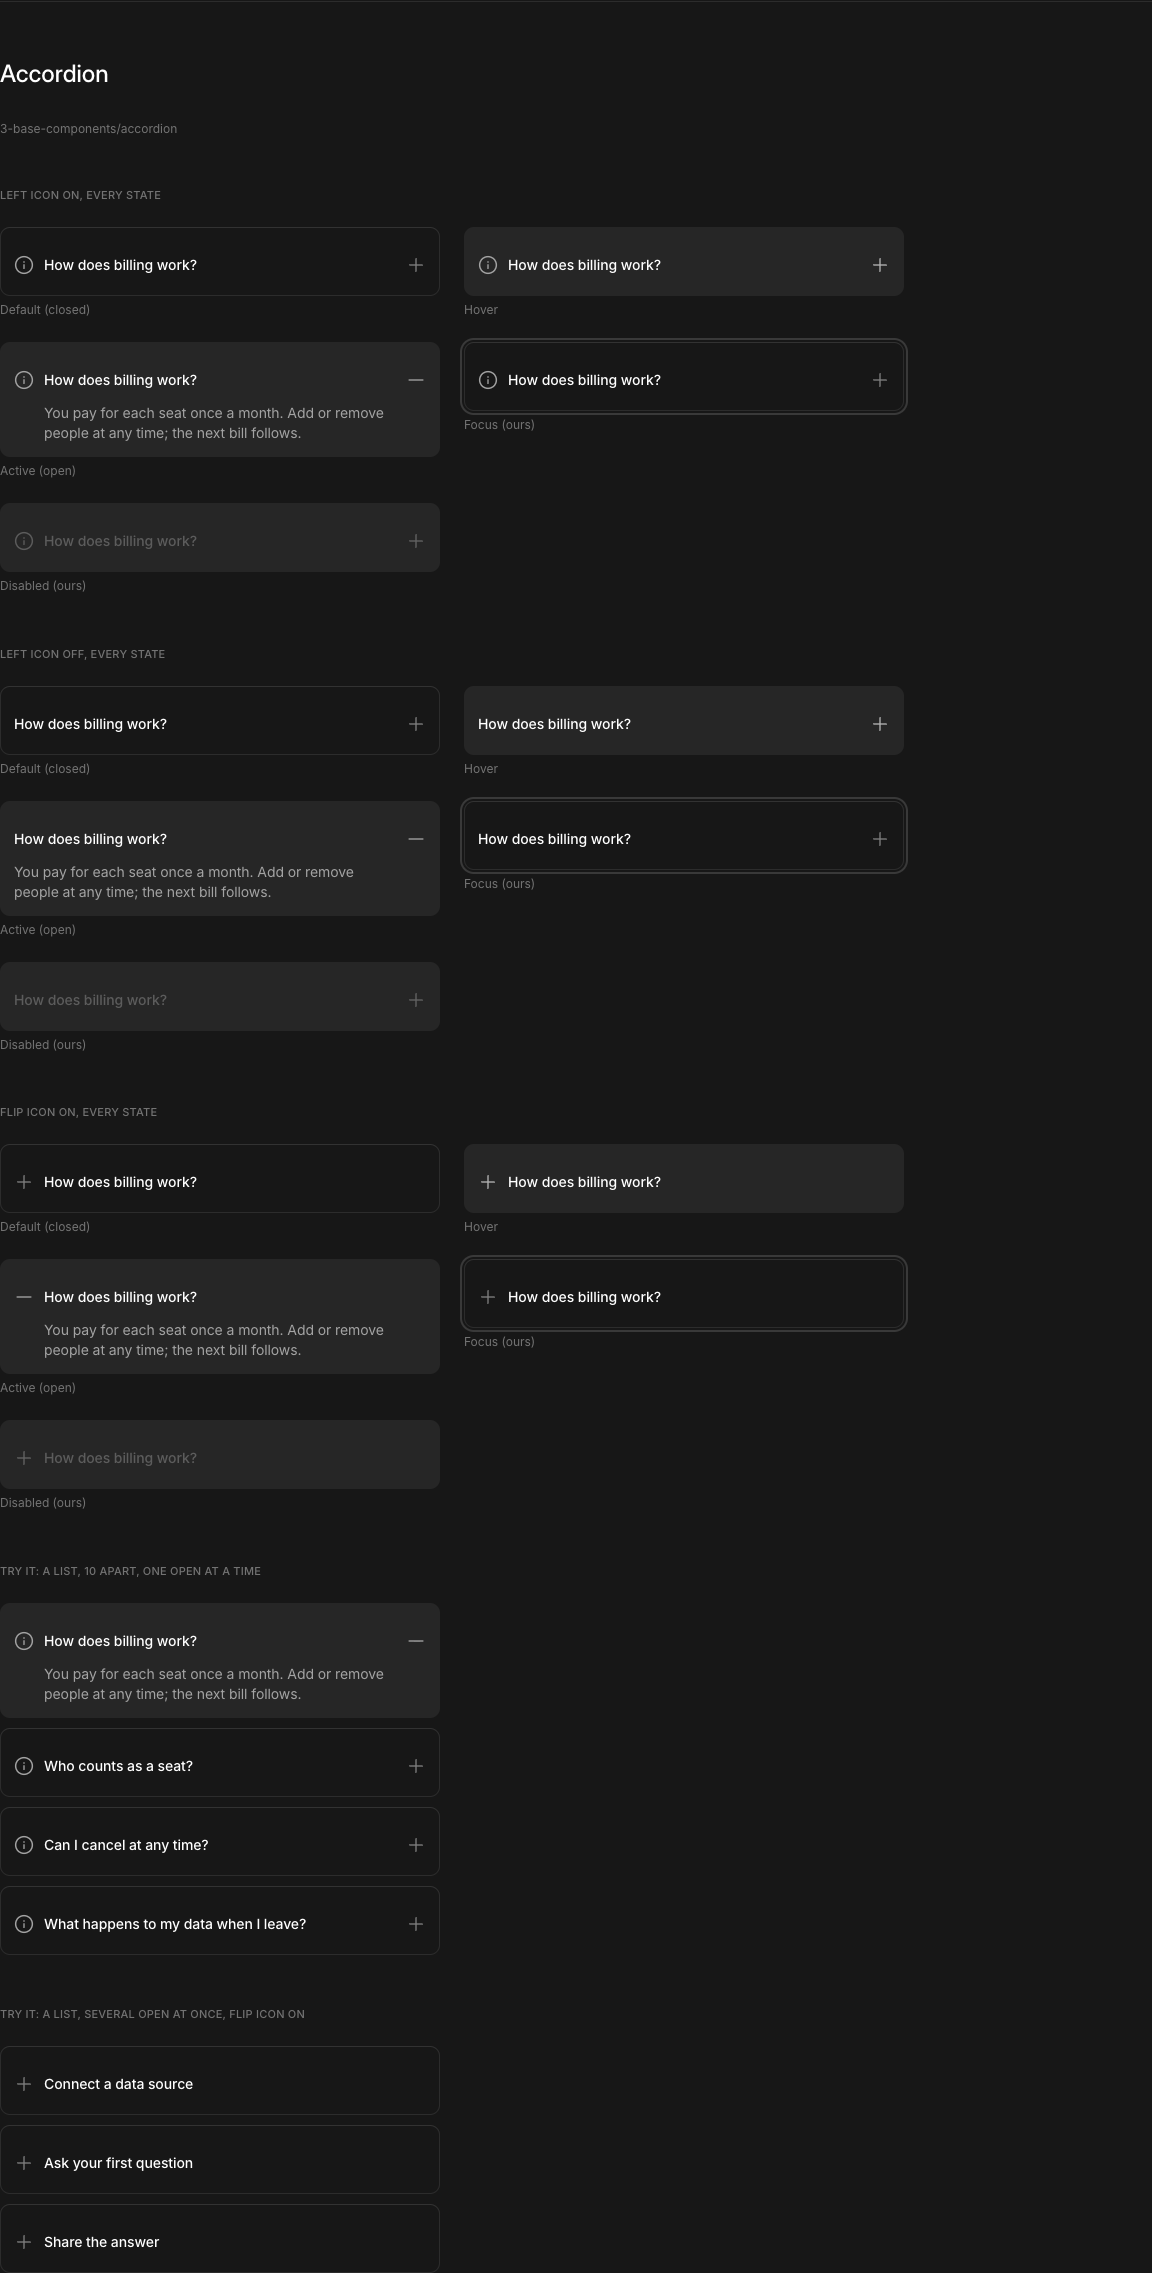 Accordion
3-base-components/accordion
LEFT ICON ON, EVERY STATE
How does billing work?
How does billing work?
Default (closed)
Hover
How does billing work?
You pay for each seat once a month. Add or remove
people at any time; the next bill follows.
How does billing work?
Active (open)
Focus (ours)
How does billing work?
Disabled (ours)
LEFT ICON OFF, EVERY STATE
How does billing work?
How does billing work?
Default (closed)
Hover
How does billing work?
You pay for each seat once a month. Add or remove
people at any time; the next bill follows.
How does billing work?
Active (open)
Focus (ours)
How does billing work?
Disabled (ours)
FLIP ICON ON, EVERY STATE
How does billing work?
How does billing work?
Default (closed)
Hover
How does billing work?
You pay for each seat once a month. Add or remove
people at any time; the next bill follows.
How does billing work?
Active (open)
Focus (ours)
How does billing work?
Disabled (ours)
TRY IT: A LIST, 10 APART, ONE OPEN AT A TIME
How does billing work?
You pay for each seat once a month. Add or remove
people at any time; the next bill follows.
Who counts as a seat?
Can I cancel at any time?
What happens to my data when I leave?
TRY IT: A LIST, SEVERAL OPEN AT ONCE, FLIP ICON ON
Connect a data source
Ask your first question
Share the answer